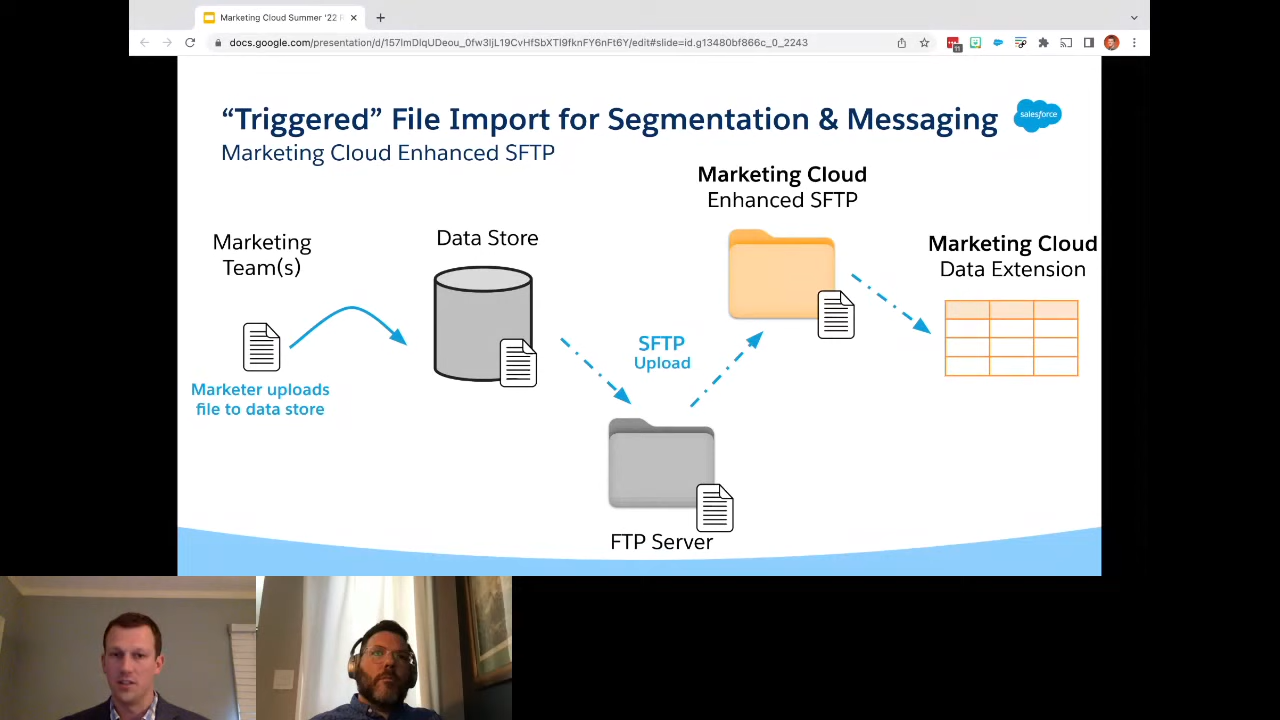 Marketing Cloud Summer '22 R
docs.google.com/presentation/d/157lmDlqUDeou_0fw3ljL19CvHfSbXTl9fknFY6nFt6Y/edit#slide=id.g13480bf866c_0_2243
11
“Triggered” File Import for Segmentation & Messaging
salesforce
Marketing Cloud Enhanced SFTP
Marketing Cloud
Enhanced SFTP
Marketing
Team(s)
Data Store
Marketing Cloud
Data Extension
SFTP
Upload
Marketer uploads
file to data store
FTP Server